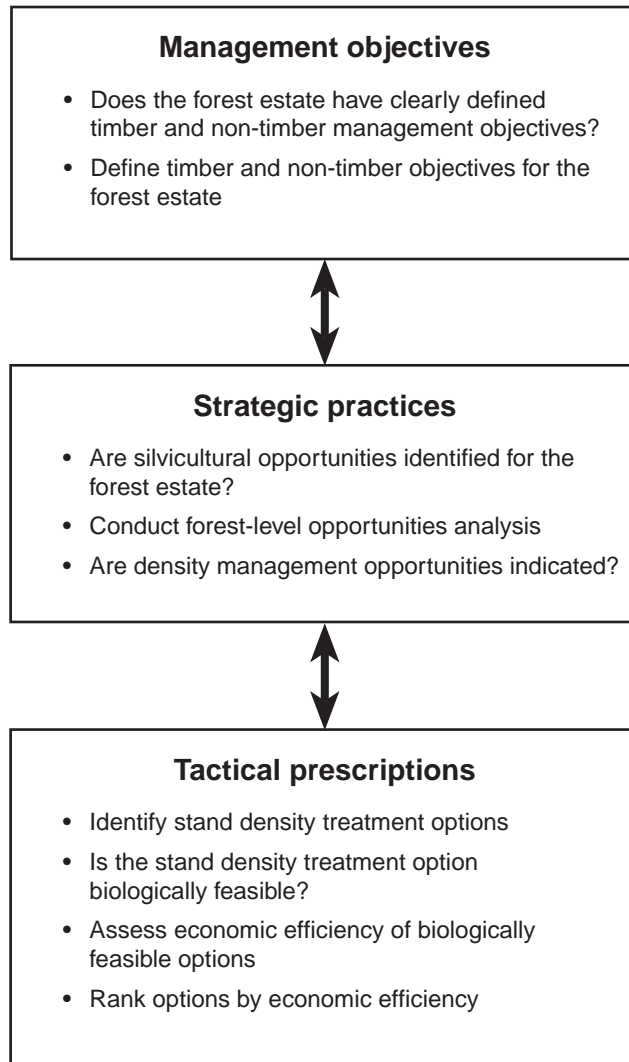 Management objectives
• Does the forest estate have clearly defined
timber and non-timber management objectives?
• Define timber and non-timber objectives for the
forest estate
Strategic practices
• Are silvicultural opportunities identified for the
forest estate?
• Conduct forest-level opportunities analysis
• Are density management opportunities indicated?
Tactical prescriptions
• Identify stand density treatment options
• Is the stand density treatment option
biologically feasible?
• Assess economic efficiency of biologically
feasible options
• Rank options by economic efficiency